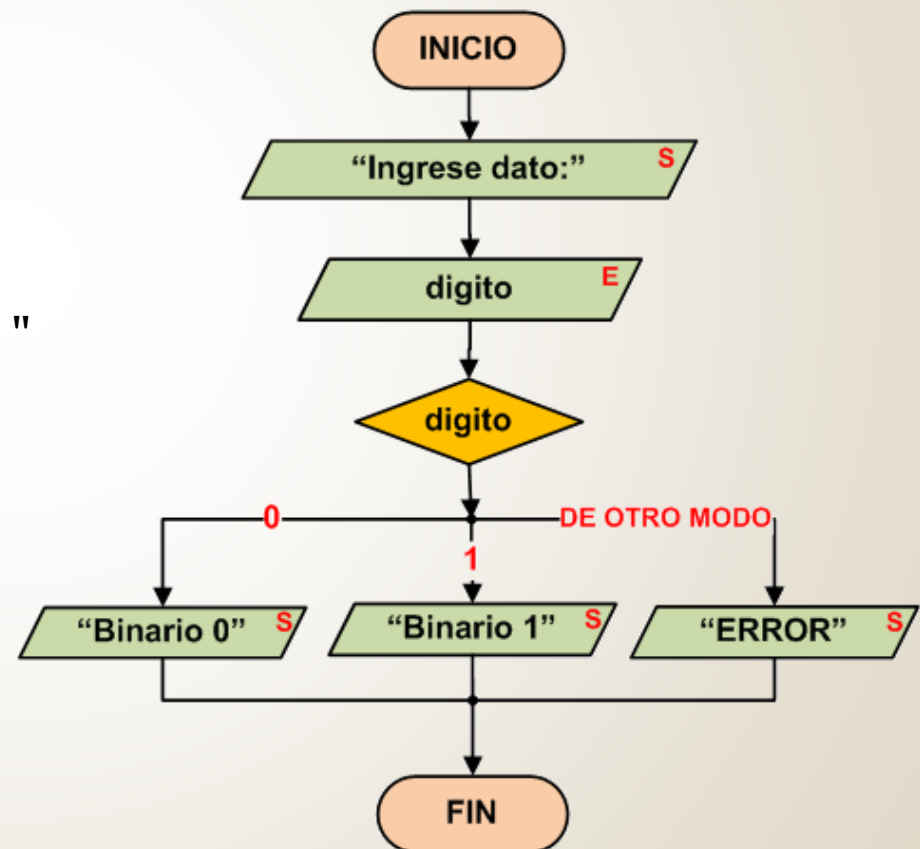 INICIO
“Ingrese dato:” S
digito E
"
digito
0 DE OTRO MODO
1
“Binario 0” S “Binario 1” S “ERROR” S
FIN